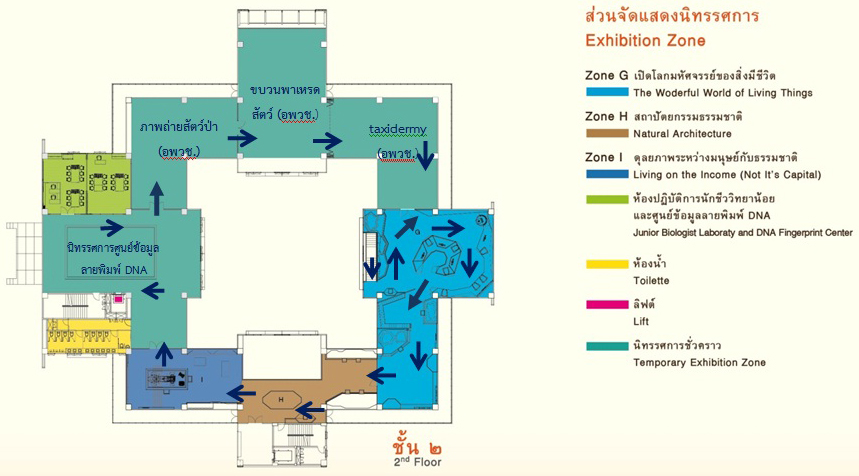 ขบวนพาเหรด
สัตว์ (อพวช.)
ภาพถ่ายสัตว์ป่า
(อพวช.)
taxidermy
(อพวช.)
นิทรรศการศูนย์ข้อมูล
ลายพิมพ์ DNA
G
I
H
ชั้น ๒
2nd Floor
ส่วนจัดแสดงนิทรรศการ
Exhibition Zone
Zone G เปิดโลกมหัศจรรย์ของสิ่งมีชีวิต
The Woderful World of Living Things
Zone H สถาปัตยกรรมธรรมชาติ
Natural Architecture
Zone I ดุลยภาพระหว่างมนุษย์กับธรรมชาติ
Living on the Income (Not It's Capital)
ห้องปฏิบัติการนักชีววิทยาน้อย
และศูนย์ข้อมูลลายพิมพ์ DNA
Junior Biologist Laboraty and DNA Fingerprint Center
ห้องน้ำ
Toilette
ลิฟต์
Lift
นิทรรศการชั่วคราว
Temporary Exhibition Zone